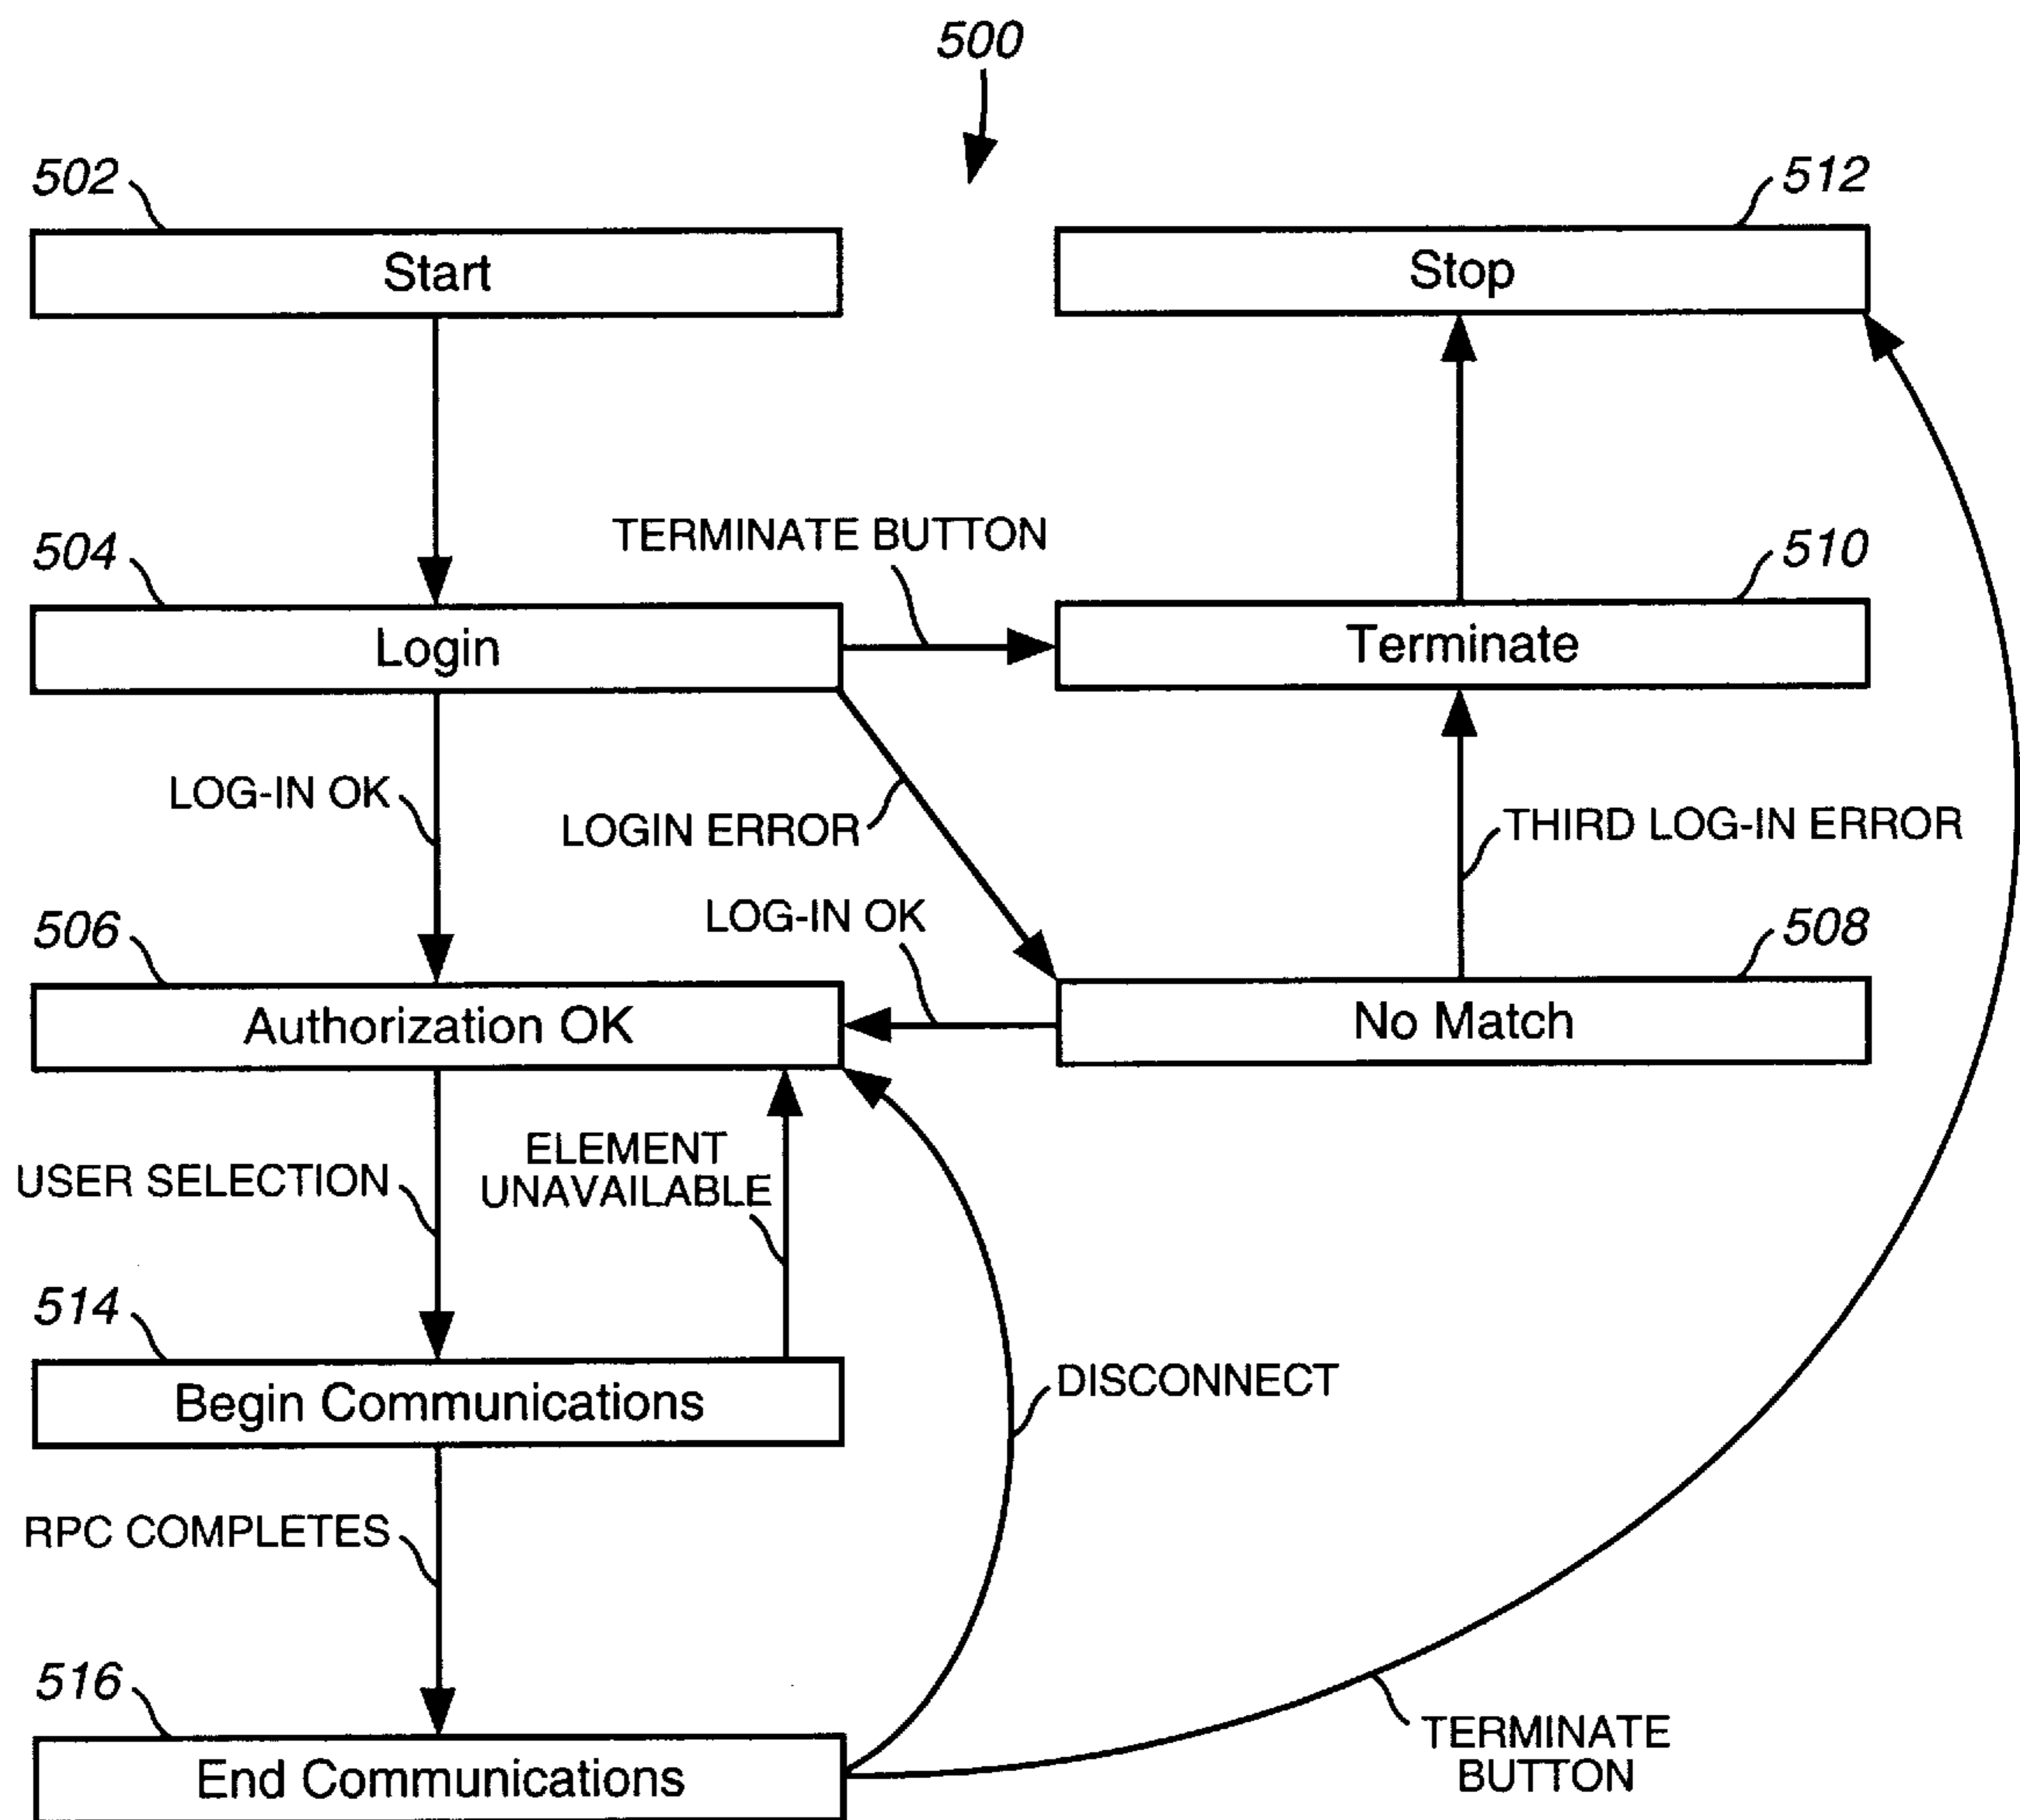 500
502
512
Start
Stop
TERMINATE BUTTON
504
510
Login
Terminate
LOG-IN OK
LOGIN ERROR
THIRD LOG-IN ERROR
LOG-IN OK
506
508
Authorization OK
No Match
ELEMENT
UNAVAILABLE
USER SELECTION
514
DISCONNECT
Begin Communications
RPC COMPLETES
516
TERMINATE
BUTTON
End Communications